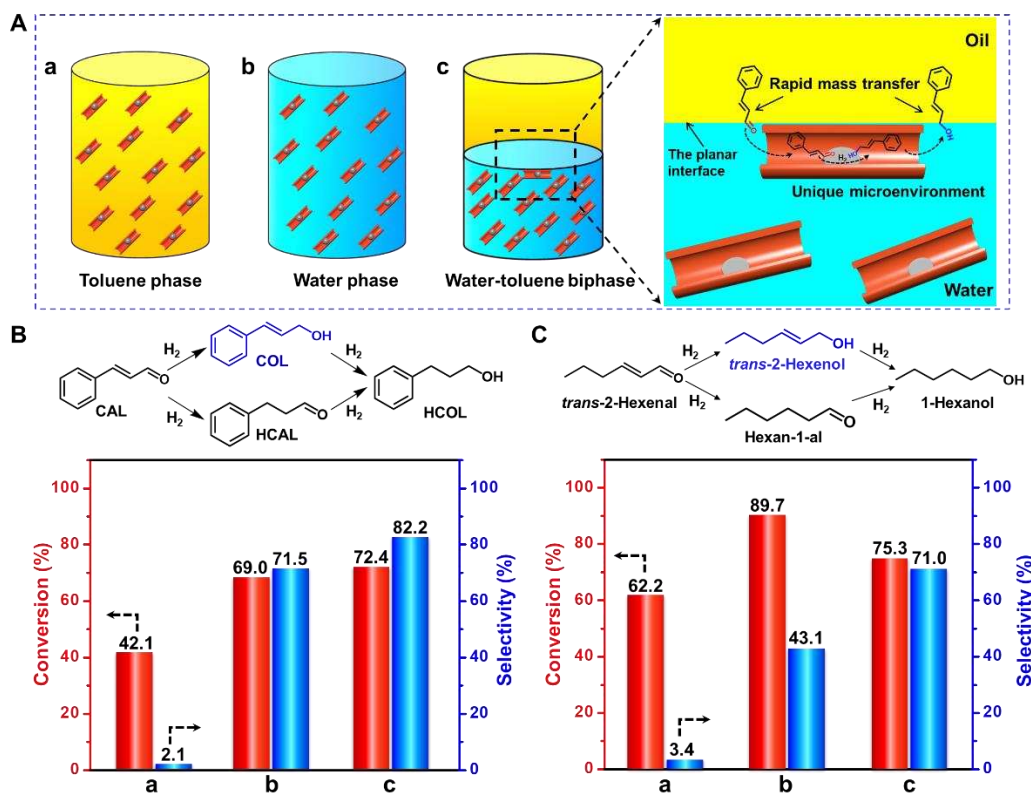 A
a
b
c
Toluene phase
Water phase
Water-toluene biphase
Oil
Rapid mass transfer
O
OH
H₂
HO
The planar
interface
Unique microenvironment
Water
B
H₂
OH
COL
H₂
O
CAL
H₂
O
HCAL
H₂
OH
HCOL
Conversion (%)
Selectivity (%)
100
80
60
40
20
0
100
80
60
40
20
0
42.1
2.1
69.0
71.5
72.4
82.2
a
b
c
C
H₂
OH
trans-2-Hexenol
H₂
O
trans-2-Hexenal
H₂
O
Hexan-1-al
H₂
OH
1-Hexanol
Conversion (%)
Selectivity (%)
100
80
60
40
20
0
100
80
60
40
20
0
62.2
3.4
89.7
43.1
75.3
71.0
a
b
c